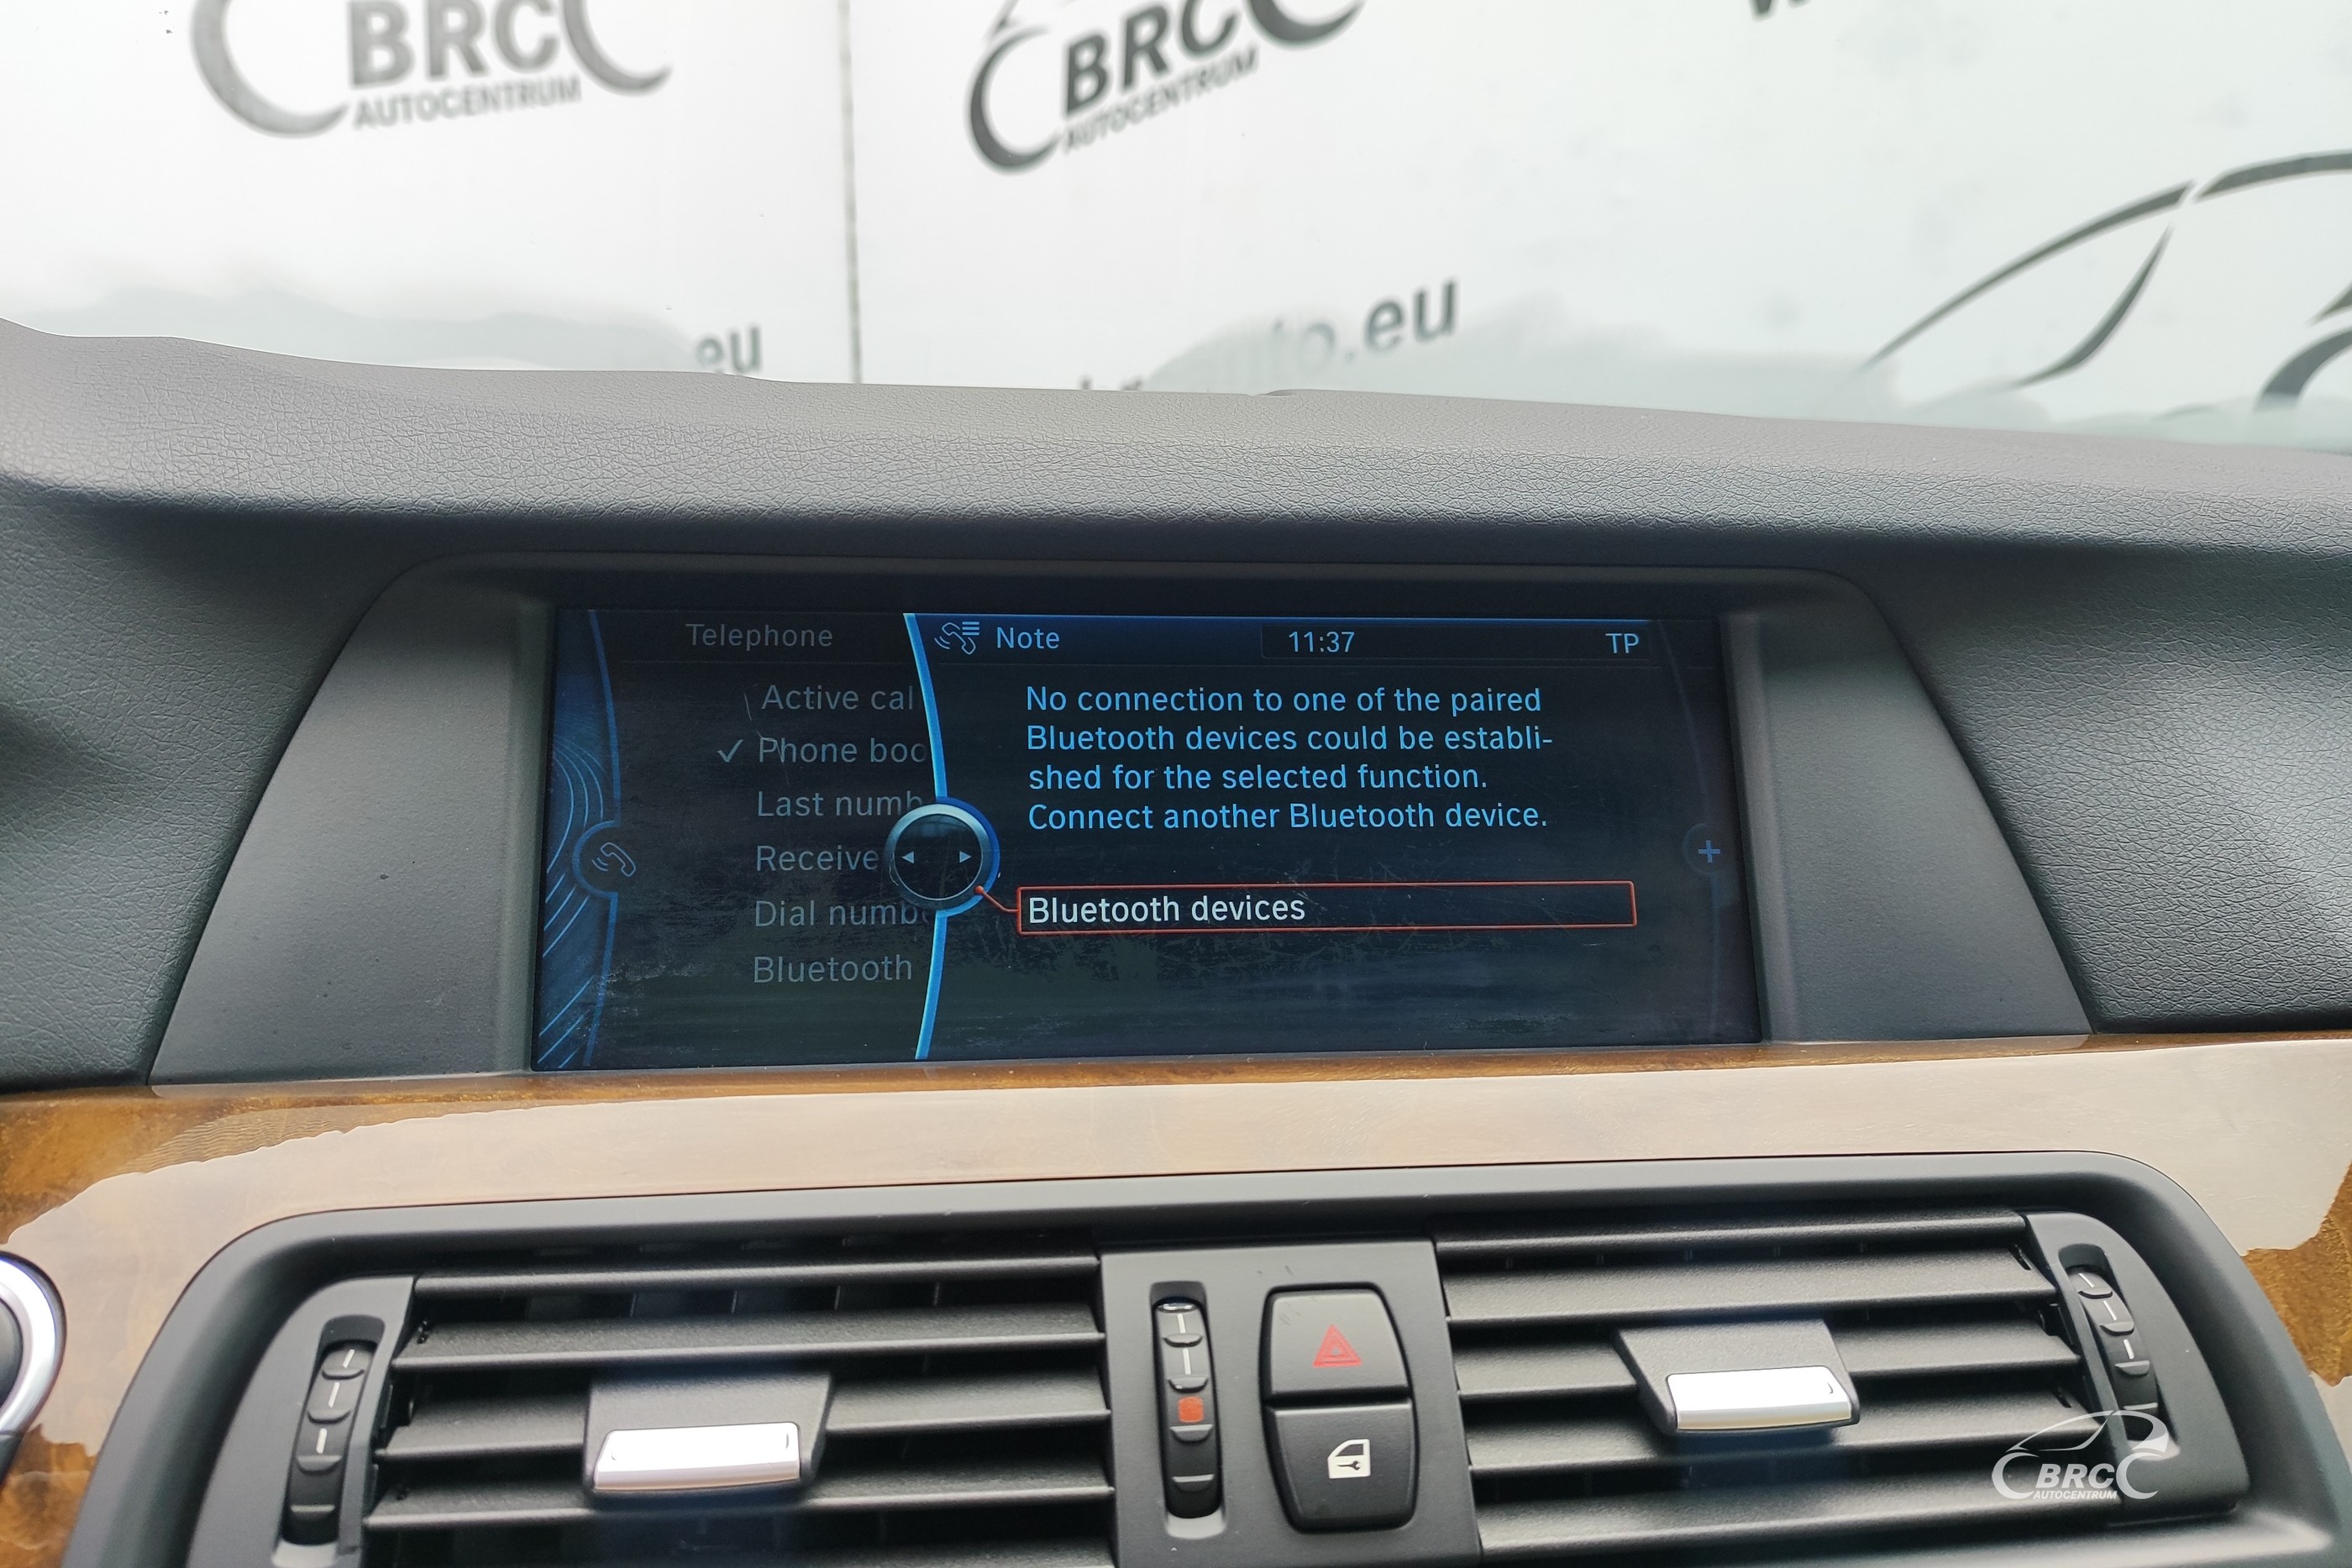 BRC
AUTOCENTRUM
BRC
AUTOCENTRUM
.eu
Telephone
Note
11:37
TP
Active cal
✓ Phone boo
Last numb
Receive
Dial numb
Bluetooth
No connection to one of the paired
Bluetooth devices could be establi-
shed for the selected function.
Connect another Bluetooth device.
Bluetooth devices
BRC
AUTOCENTRUM